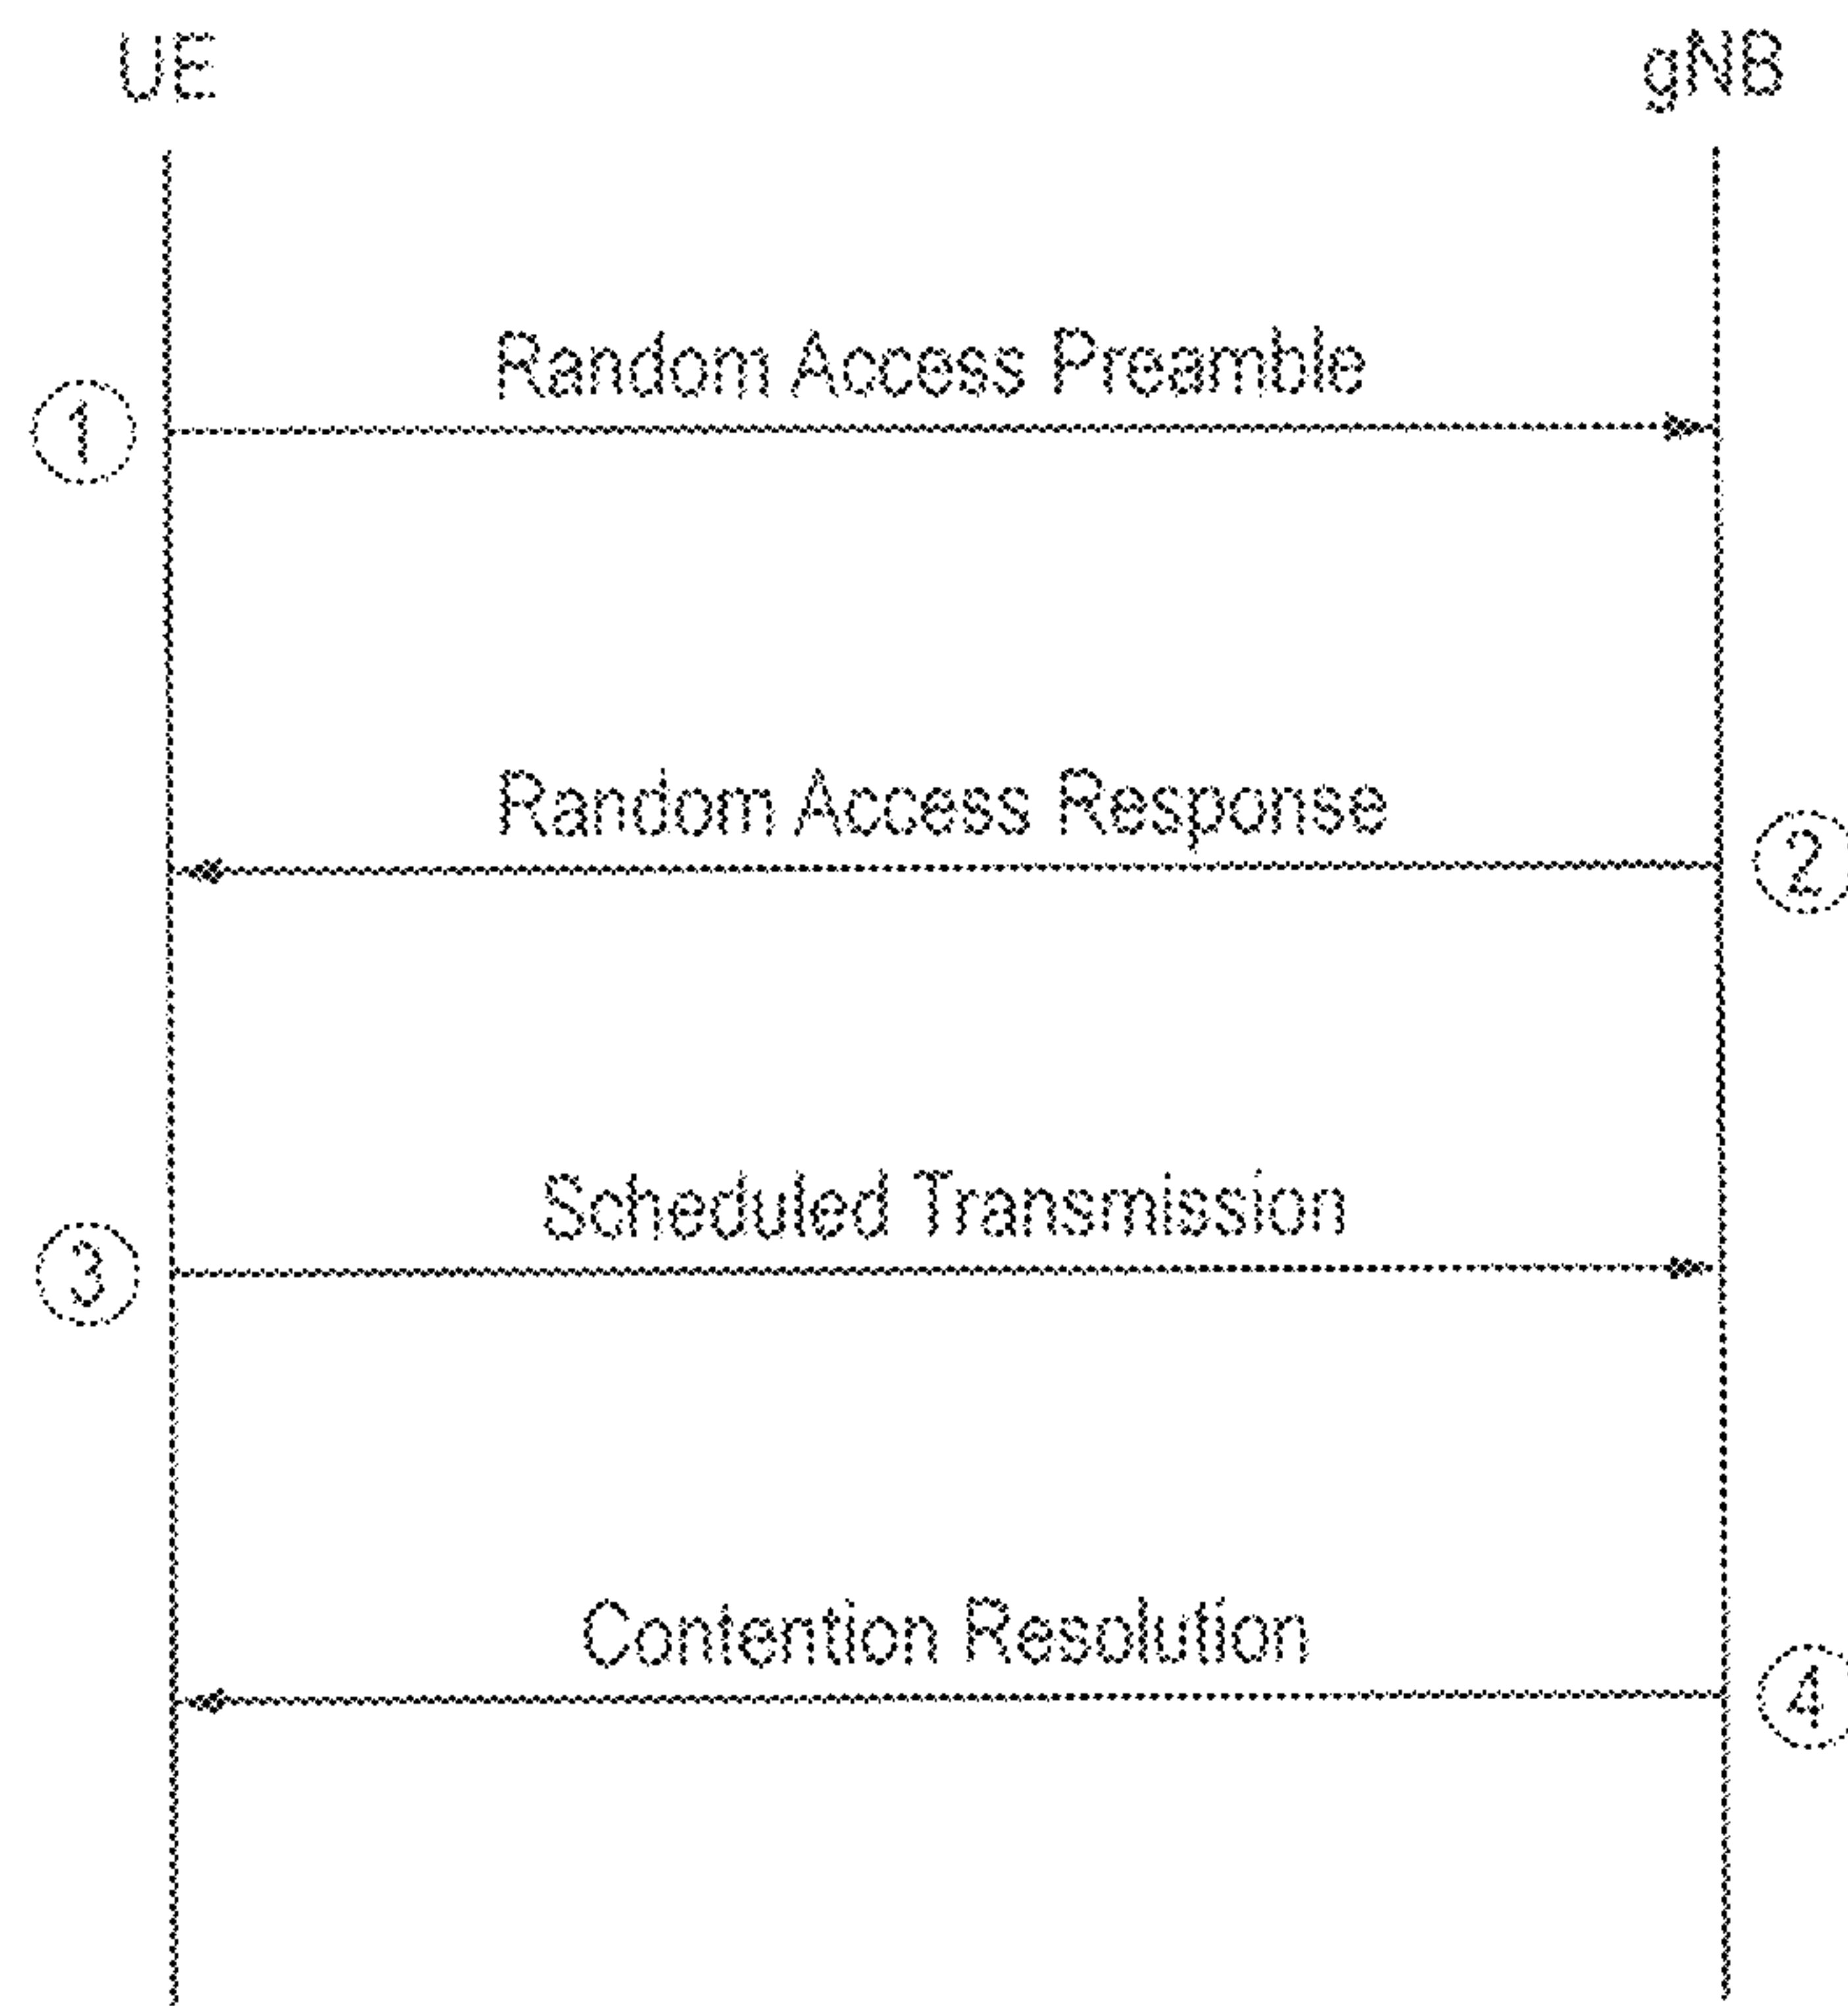 UE
gNB
Random Access Preamble
1
Random Access Response
2
Scheduled Transmission
3
Contention Resolution
4